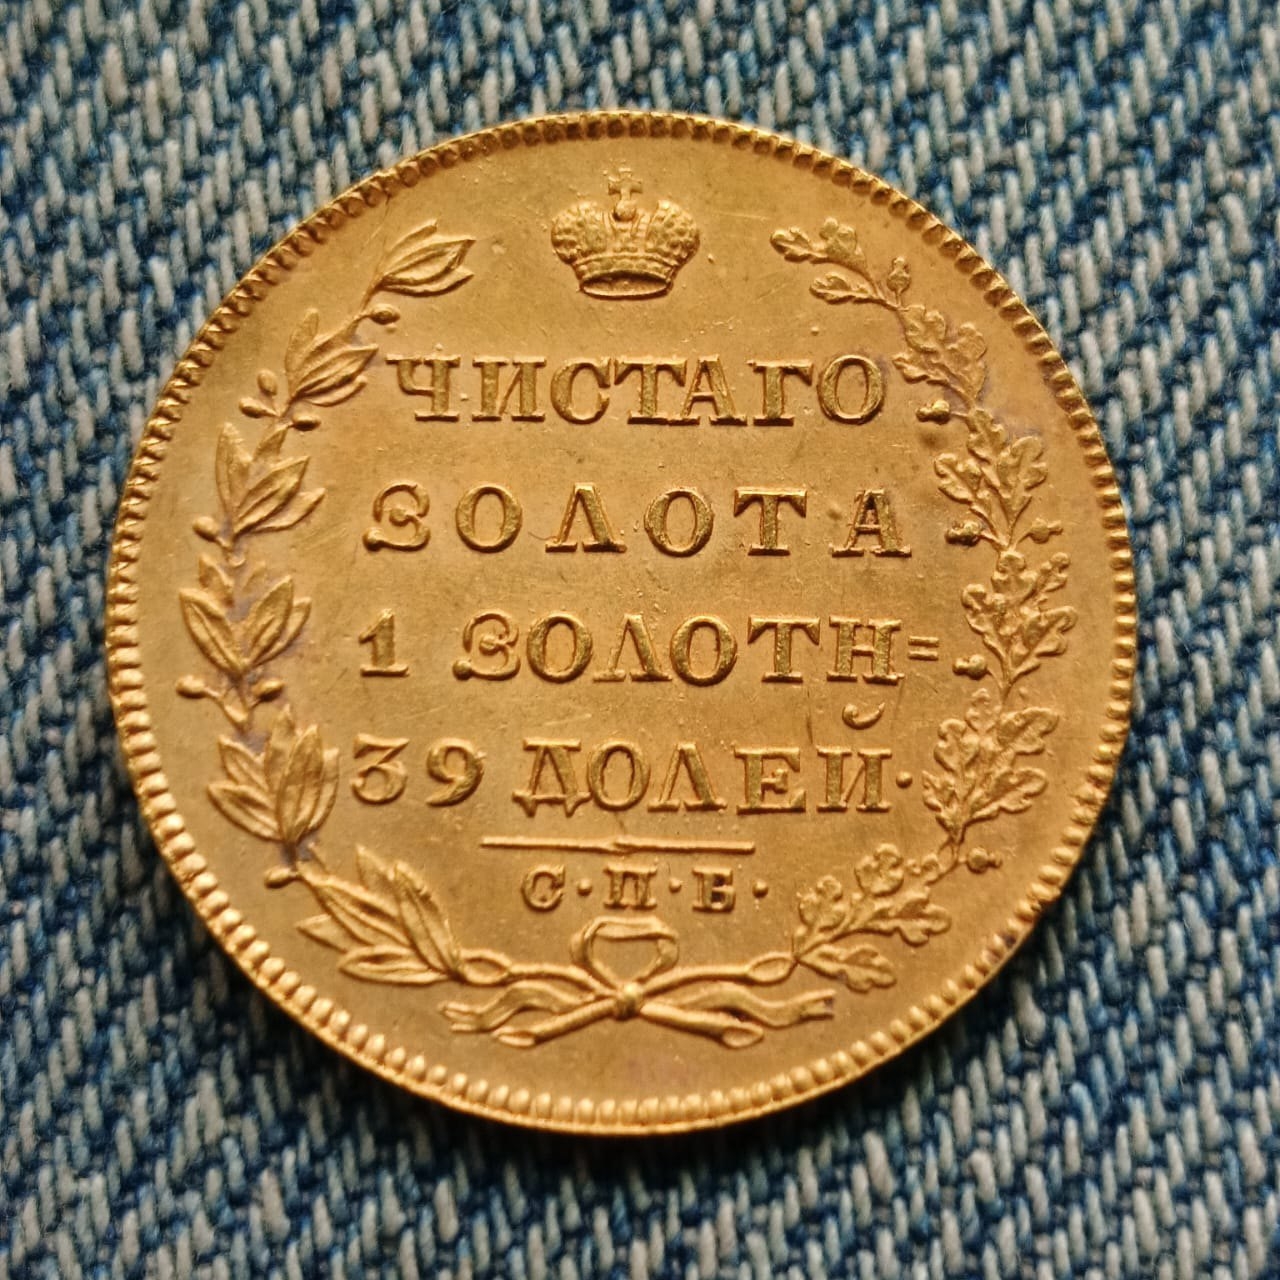 ЧИСТАГО
ЗОЛОТА
1 ЗОЛОТН=
39 ДОЛЕЙ.
С·П·Б·